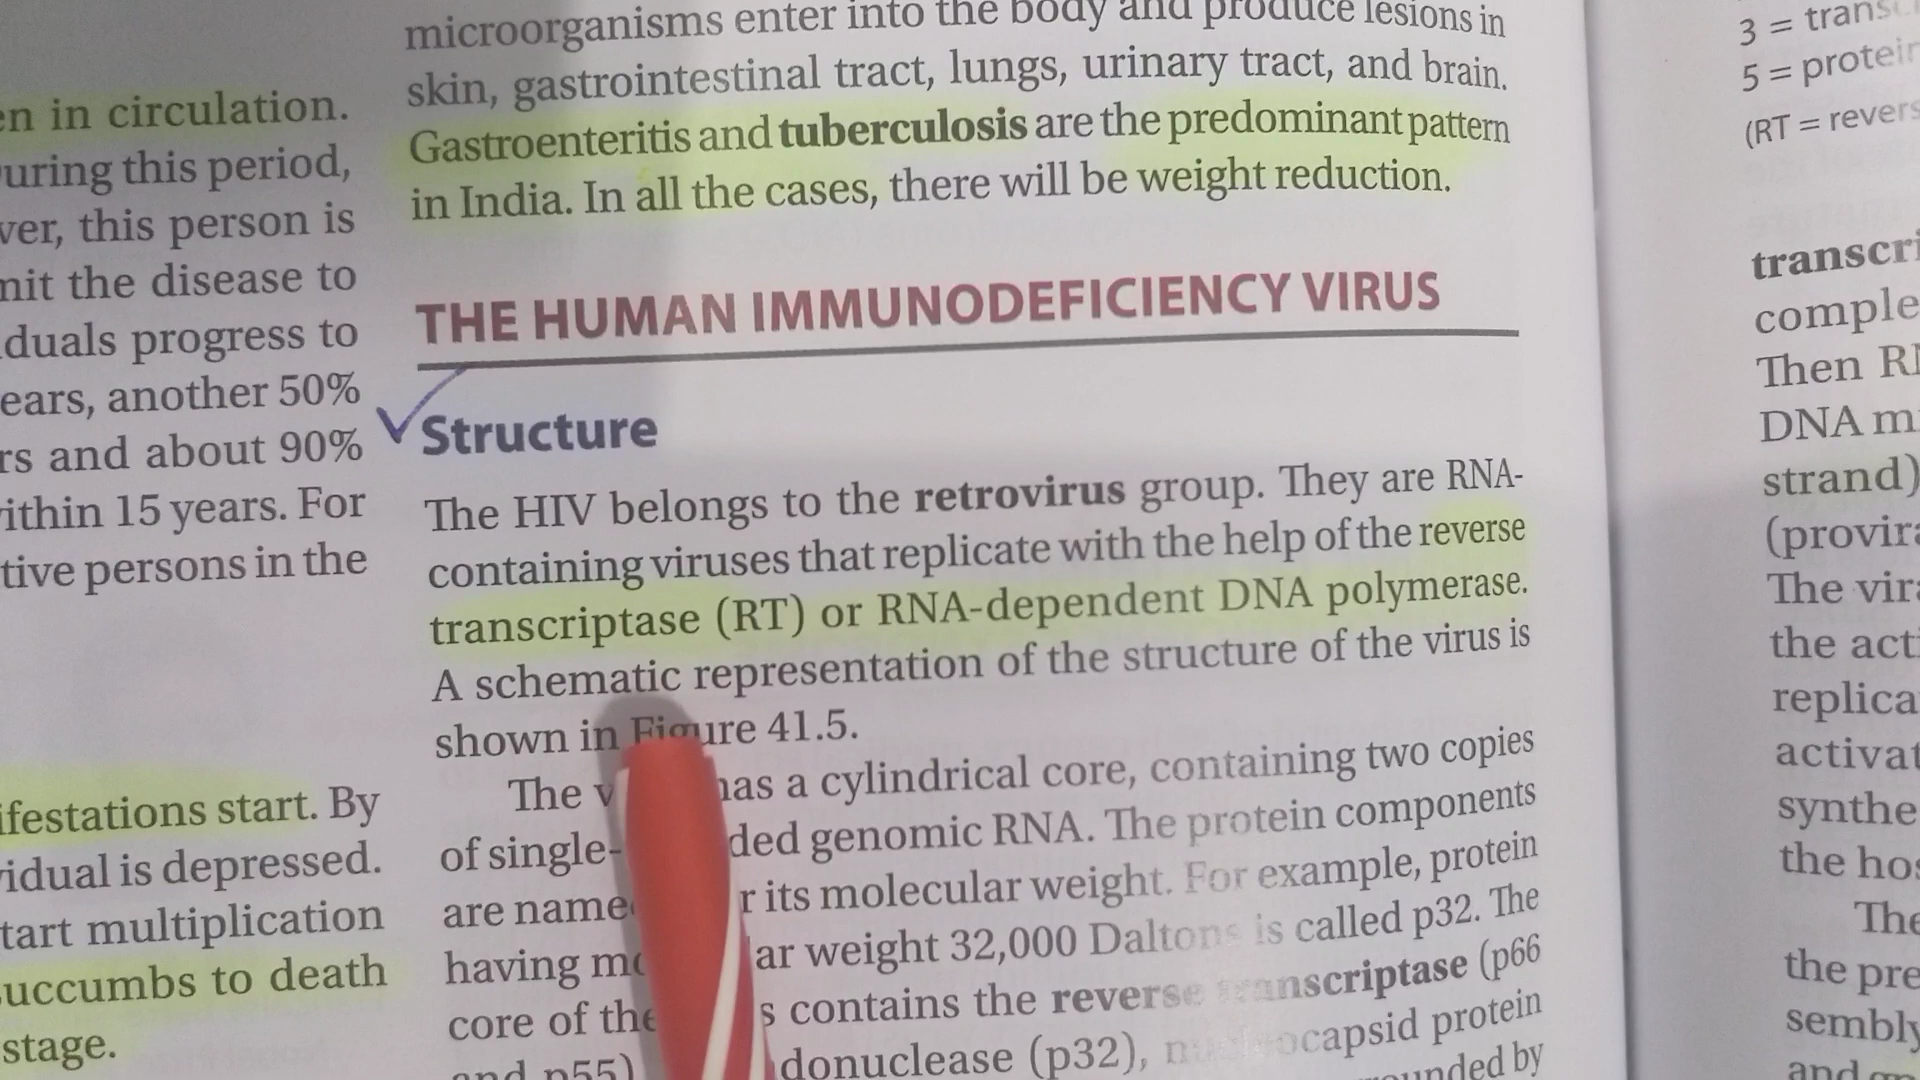 en in circulation.
uring this period,
ver, this person is
nit the disease to
duals progress to
ears, another 50%
rs and about 90%
ithin 15 years. For
tive persons in the
ifestations start. By
vidual is depressed.
tart multiplication
uccumbs to death
stage.
microorganisms enter into the body and produce lesions in
skin, gastrointestinal tract, lungs, urinary tract, and brain.
Gastroenteritis and tuberculosis are the predominant pattern
in India. In all the cases, there will be weight reduction.
THE HUMAN IMMUNODEFICIENCY VIRUS
Structure
The HIV belongs to the retrovirus group. They are RNA-
containing viruses that replicate with the help of the reverse
transcriptase (RT) or RNA-dependent DNA polymerase.
A schematic representation of the structure of the virus is
shown in Figure 41.5.
The has a cylindrical core, containing two copies
of single- ded genomic RNA. The protein components
are name r its molecular weight. For example, protein
having ar weight 32,000 Daltons is called p32. The
core of the s contains the reverse transcriptase (p66
and p55) donuclease (p32), nucleocapsid protein
ounded by
3 = trans
5 = protein
(RT = revers
transcri
comple
Then
DNA m
strand)
(provir
The vir
the act
replica
activat
synthe
the hos
The
the pre
sembly
and